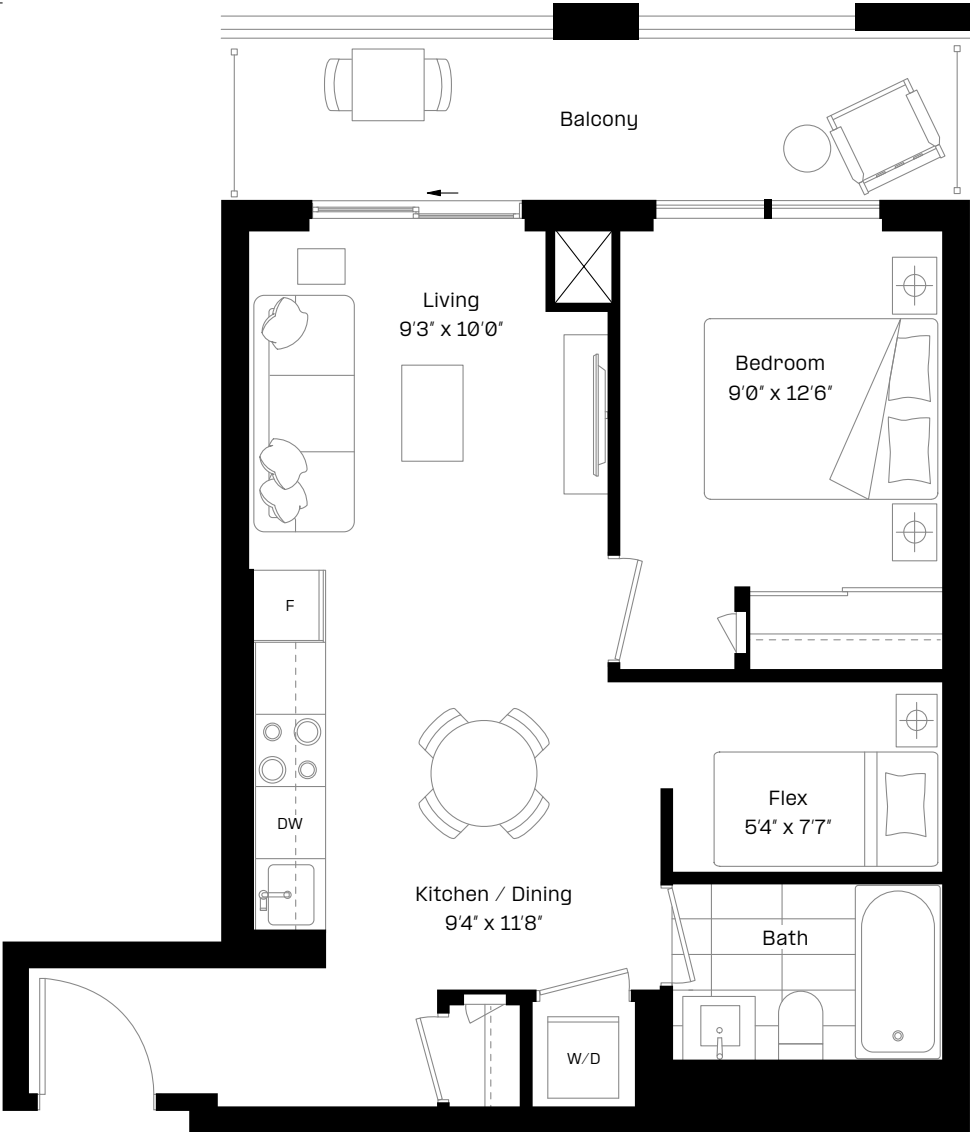 Balcony
Living
9'3" x 10'0"
Bedroom
9'0" x 12'6"
F
DW
Flex
5'4" x 7'7"
Kitchen / Dining
9'4" x 11'8"
Bath
W/D